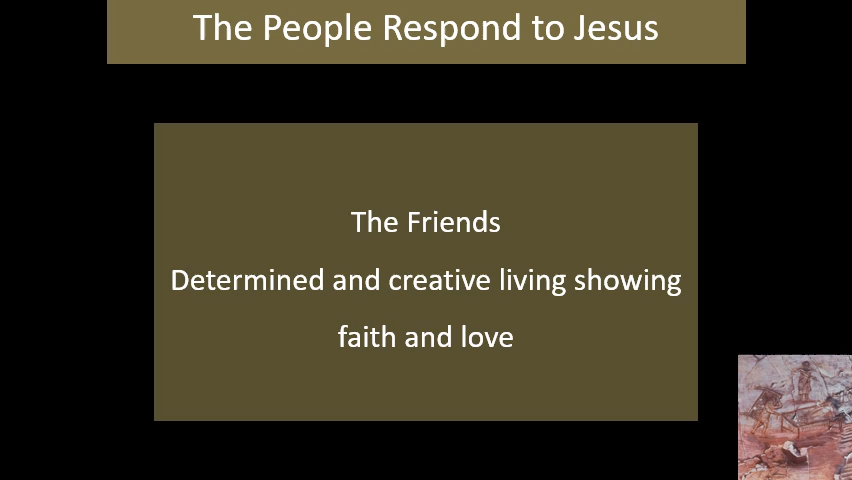 The People Respond to Jesus
The Friends
Determined and creative living showing
faith and love